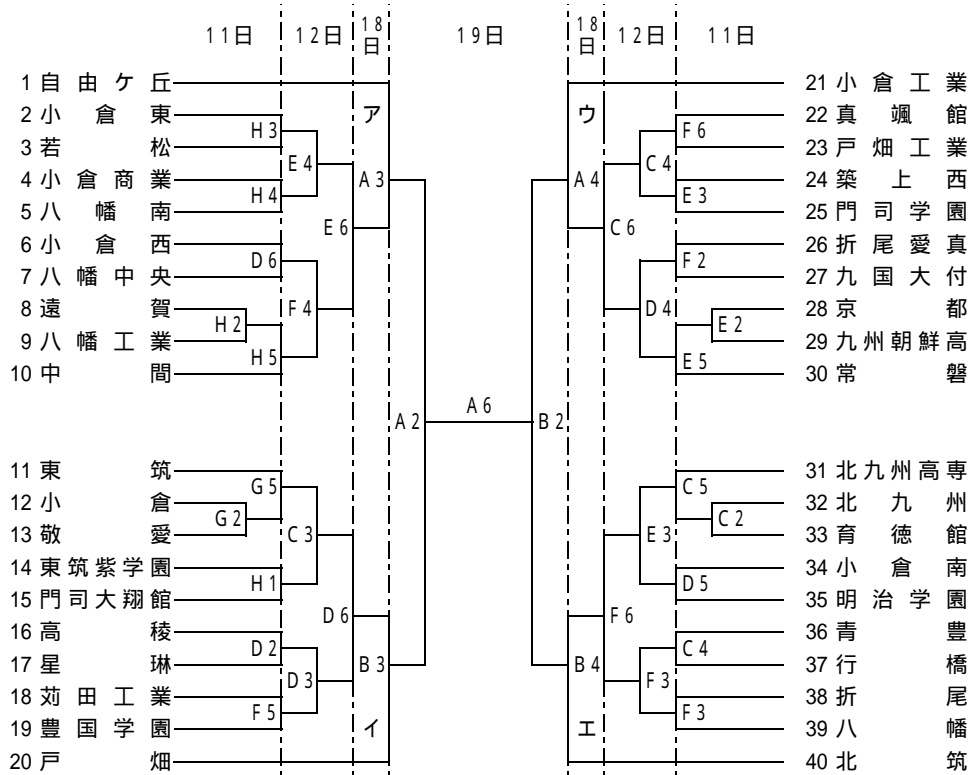 11日 12日 18日 19日 18日 12日 11日
1 自由ケ丘 21 小倉工業
2 小倉東 ア ウ 22 真颯館
H3 F6
3 若松 23 戸畑工業
E4 C4
4 小倉商業 A3 A4 24 築上西
H4 E3
5 八幡南 25 門司学園
E6 C6
6 小倉西 26 折尾愛真
D6 F2
7 八幡中央 27 九国大付
8 遠賀 F4 D4 28 京都
H2 E2
9 八幡工業 29 九州朝鮮高
H5 E5
10 中間 30 常磐
A6
A2 B2
11 東筑 31 北九州高専
G5 C5
12 小倉 32 北九州
G2 C2
13 敬愛 C3 E3 33 育徳館
14 東筑紫学園 34 小倉南
H1 D5
15 門司大翔館 35 明治学園
D6 F6
16 高稜 36 青豊
D2 C4
17 星琳 B3 B4 37 行橋
D3 F3
18 苅田工業 38 折尾
F5 F3
19 豊国学園 イ エ 39 八幡
20 戸畑 40 北筑